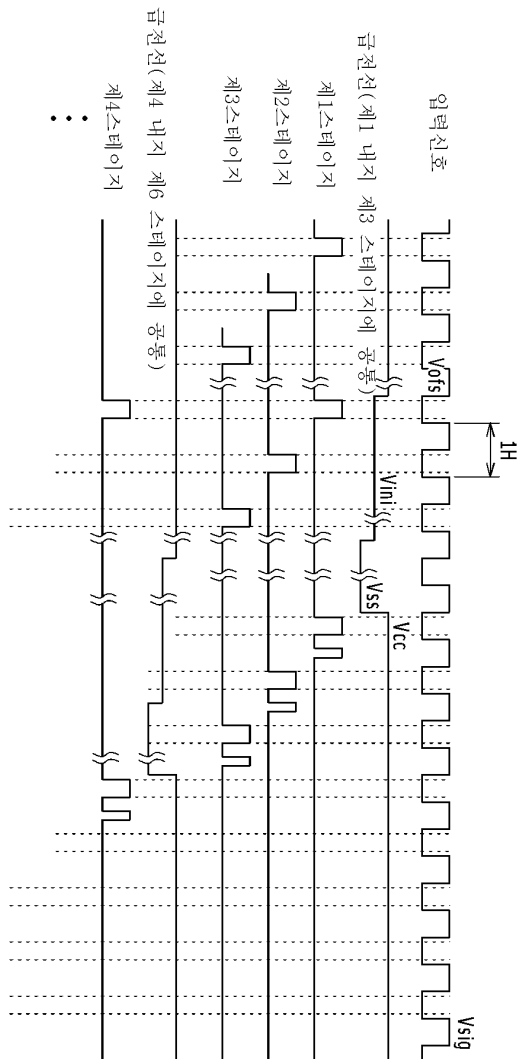 입력신호
급전선(제1 내지 제3 스테이지에 공통)
제1스테이지
제2스테이지
제3스테이지
급전선(제4 내지 제6 스테이지에 공통)
제4스테이지
Vofs
1H
Vini
Vss
Vcc
Vsig